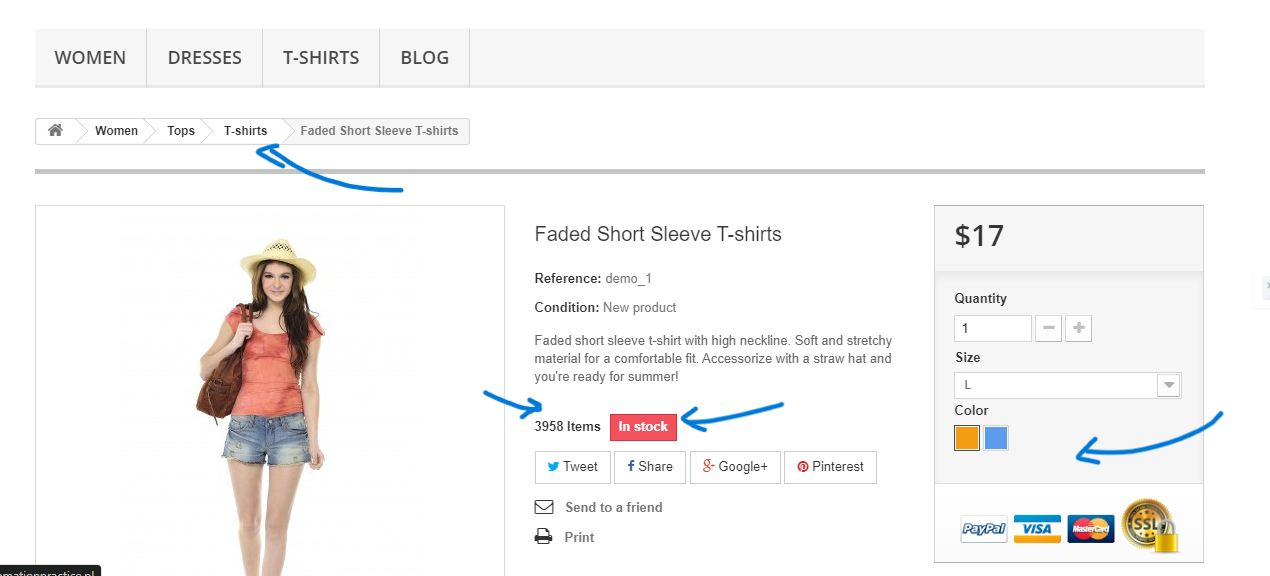 WOMEN DRESSES T-SHIRTS BLOG
Women Tops T-shirts Faded Short Sleeve T-shirts
Faded Short Sleeve T-shirts
Reference: demo_1
Condition: New product
Faded short sleeve t-shirt with high neckline. Soft and stretchy
material for a comfortable fit. Accessorize with a straw hat and
you're ready for summer!
3958 Items In stock
Tweet Share Google+ Pinterest
Send to a friend
Print
$17
Quantity
1
Size
L
Color
PayPal VISA MasterCard SSL